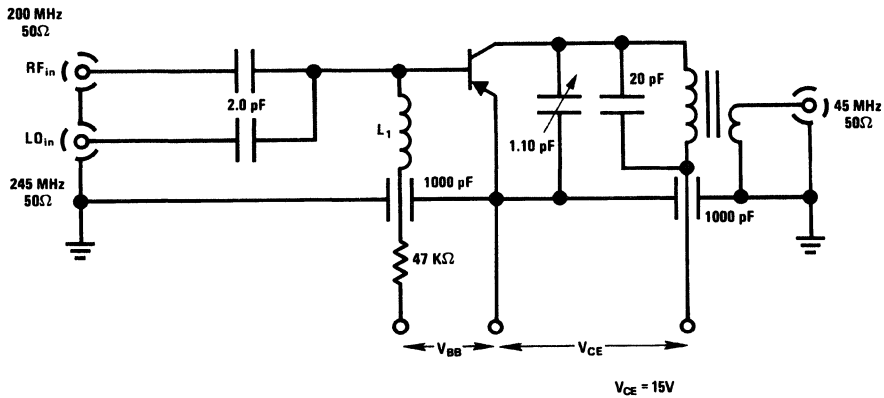 200 MHz
50Ω
RFin
2.0 pF
LOin
245 MHz
50Ω
L1
1000 pF
47 KΩ
1.10 pF
20 pF
45 MHz
50Ω
1000 pF
VBB
VCE
VCE = 15V